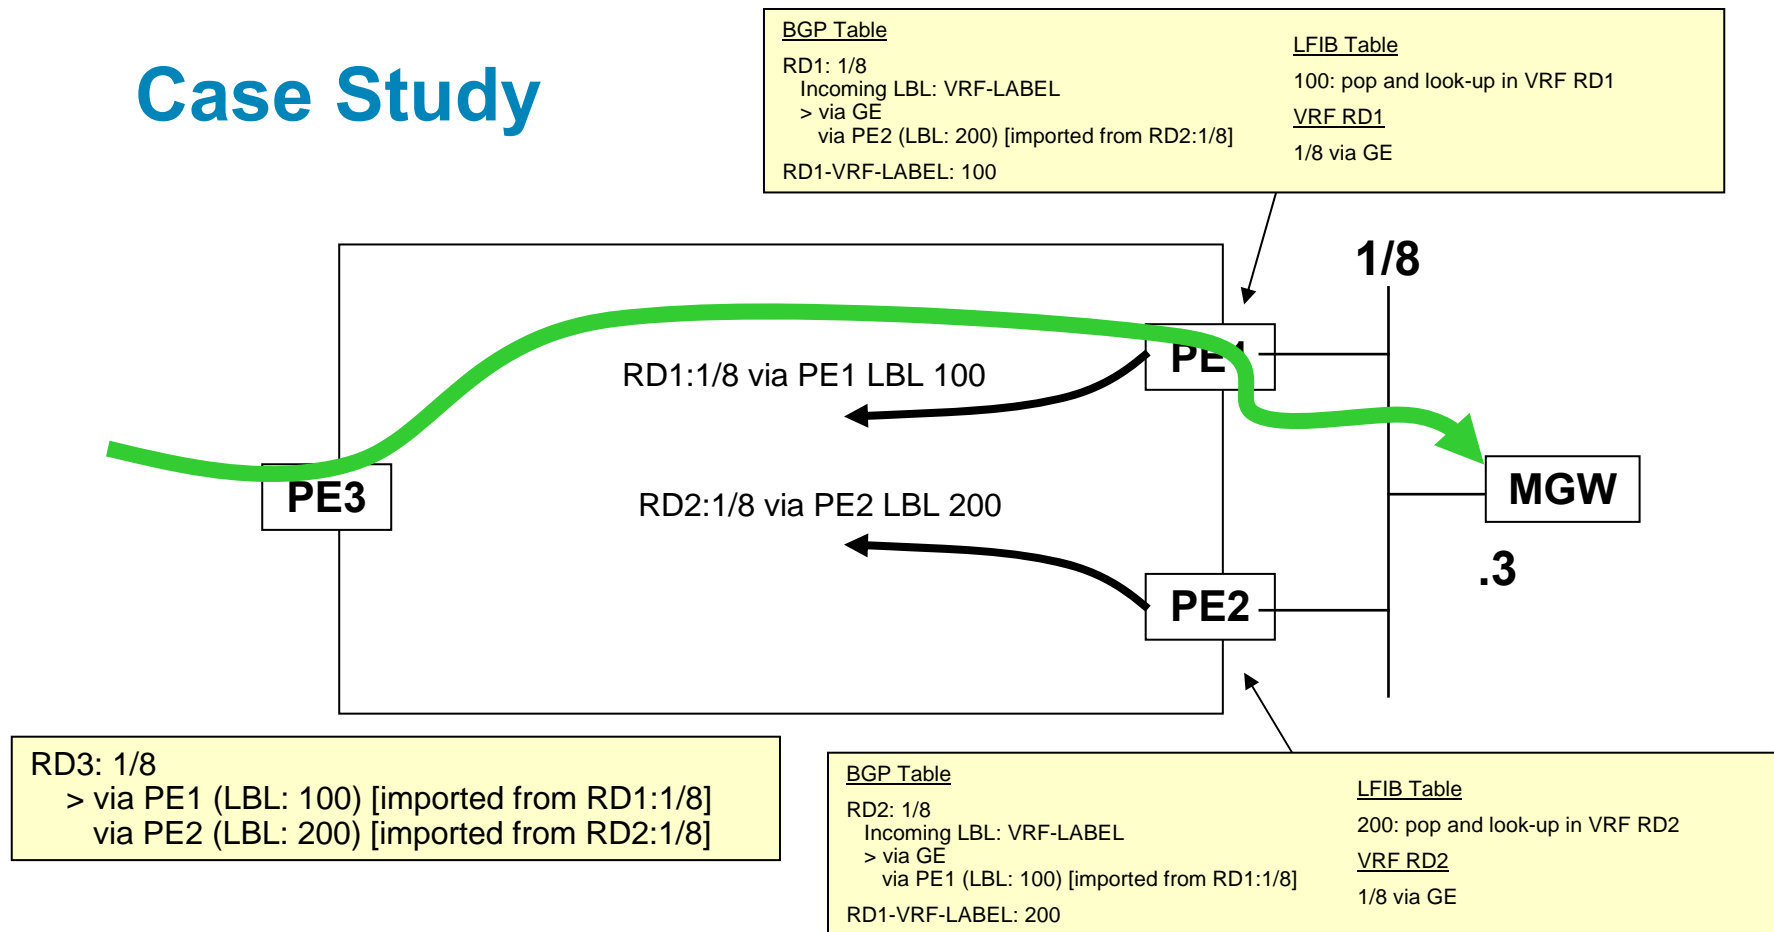 Case Study
BGP Table
RD1: 1/8
Incoming LBL: VRF-LABEL
> via GE
via PE2 (LBL: 200) [imported from RD2:1/8]
RD1-VRF-LABEL: 100
LFIB Table
100: pop and look-up in VRF RD1
VRF RD1
1/8 via GE
1/8
PE1
RD1:1/8 via PE1 LBL 100
PE3
RD2:1/8 via PE2 LBL 200
MGW
.3
PE2
RD3: 1/8
> via PE1 (LBL: 100) [imported from RD1:1/8]
via PE2 (LBL: 200) [imported from RD2:1/8]
BGP Table
RD2: 1/8
Incoming LBL: VRF-LABEL
> via GE
via PE1 (LBL: 100) [imported from RD1:1/8]
RD1-VRF-LABEL: 200
LFIB Table
200: pop and look-up in VRF RD2
VRF RD2
1/8 via GE